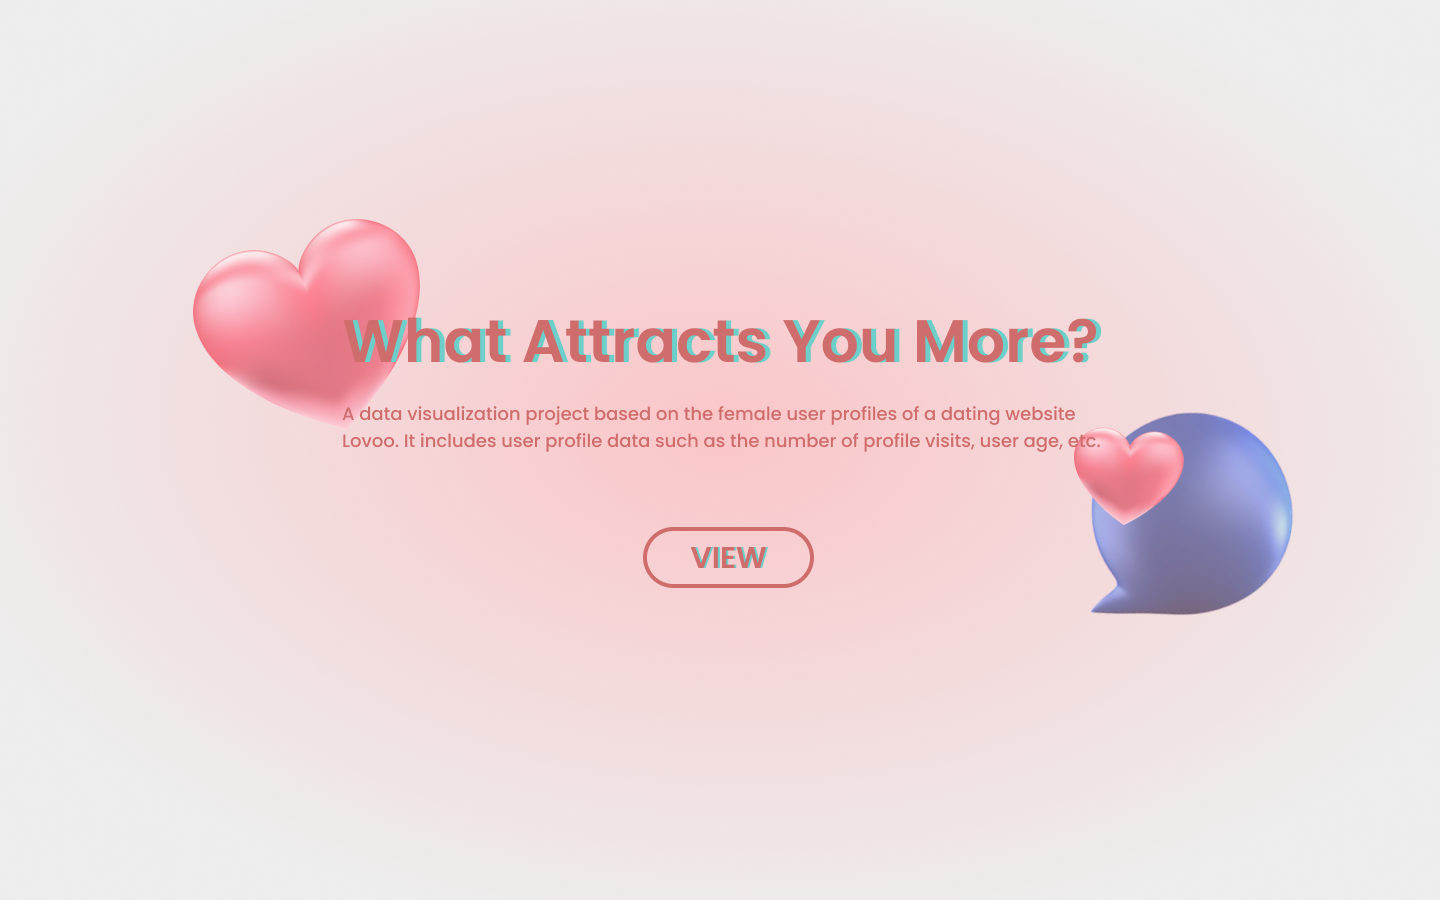 What Attracts You More?
A data visualization project based on the female user profiles of a dating website
Lovoo. It includes user profile data such as the number of profile visits, user age, etc.
VIEW